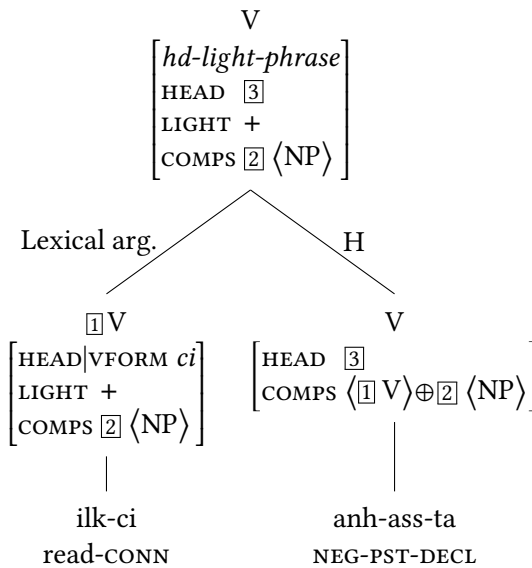 V
hd-light-phrase
HEAD 3
LIGHT +
COMPS 2 ⟨NP⟩
Lexical arg. H
1 V V
HEAD|VFORM ci HEAD 3
LIGHT + COMPS ⟨1 V⟩⊕2 ⟨NP⟩
COMPS 2 ⟨NP⟩
ilk-ci anh-ass-ta
read-CONN NEG-PST-DECL